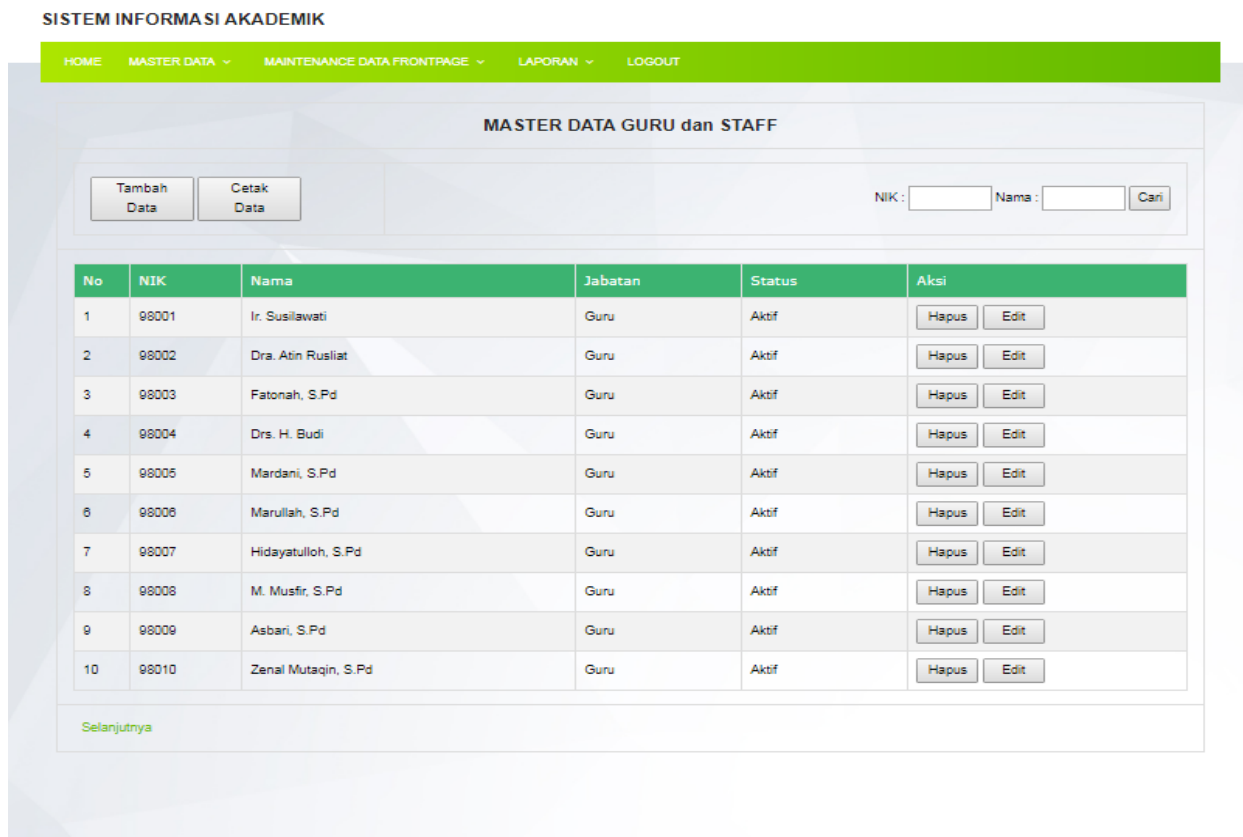 SISTEM INFORMASI AKADEMIK
HOME MASTER DATA MAINTENANCE DATA FRONTPAGE LAPORAN LOGOUT
MASTER DATA GURU dan STAFF
Tambah Data Cetak Data NIK : Nama : Cari
No NIK Nama Jabatan Status Aksi
1 98001 Ir. Susilawati Guru Aktif Hapus Edit
2 98002 Dra. Atin Rusliat Guru Aktif Hapus Edit
3 98003 Fatonah, S.Pd Guru Aktif Hapus Edit
4 98004 Drs. H. Budi Guru Aktif Hapus Edit
5 98005 Mardani, S.Pd Guru Aktif Hapus Edit
6 98006 Marullah, S.Pd Guru Aktif Hapus Edit
7 98007 Hidayatulloh, S.Pd Guru Aktif Hapus Edit
8 98008 M. Musfir, S.Pd Guru Aktif Hapus Edit
9 98009 Asbari, S.Pd Guru Aktif Hapus Edit
10 98010 Zenal Mutaqin, S.Pd Guru Aktif Hapus Edit
Selanjutnya